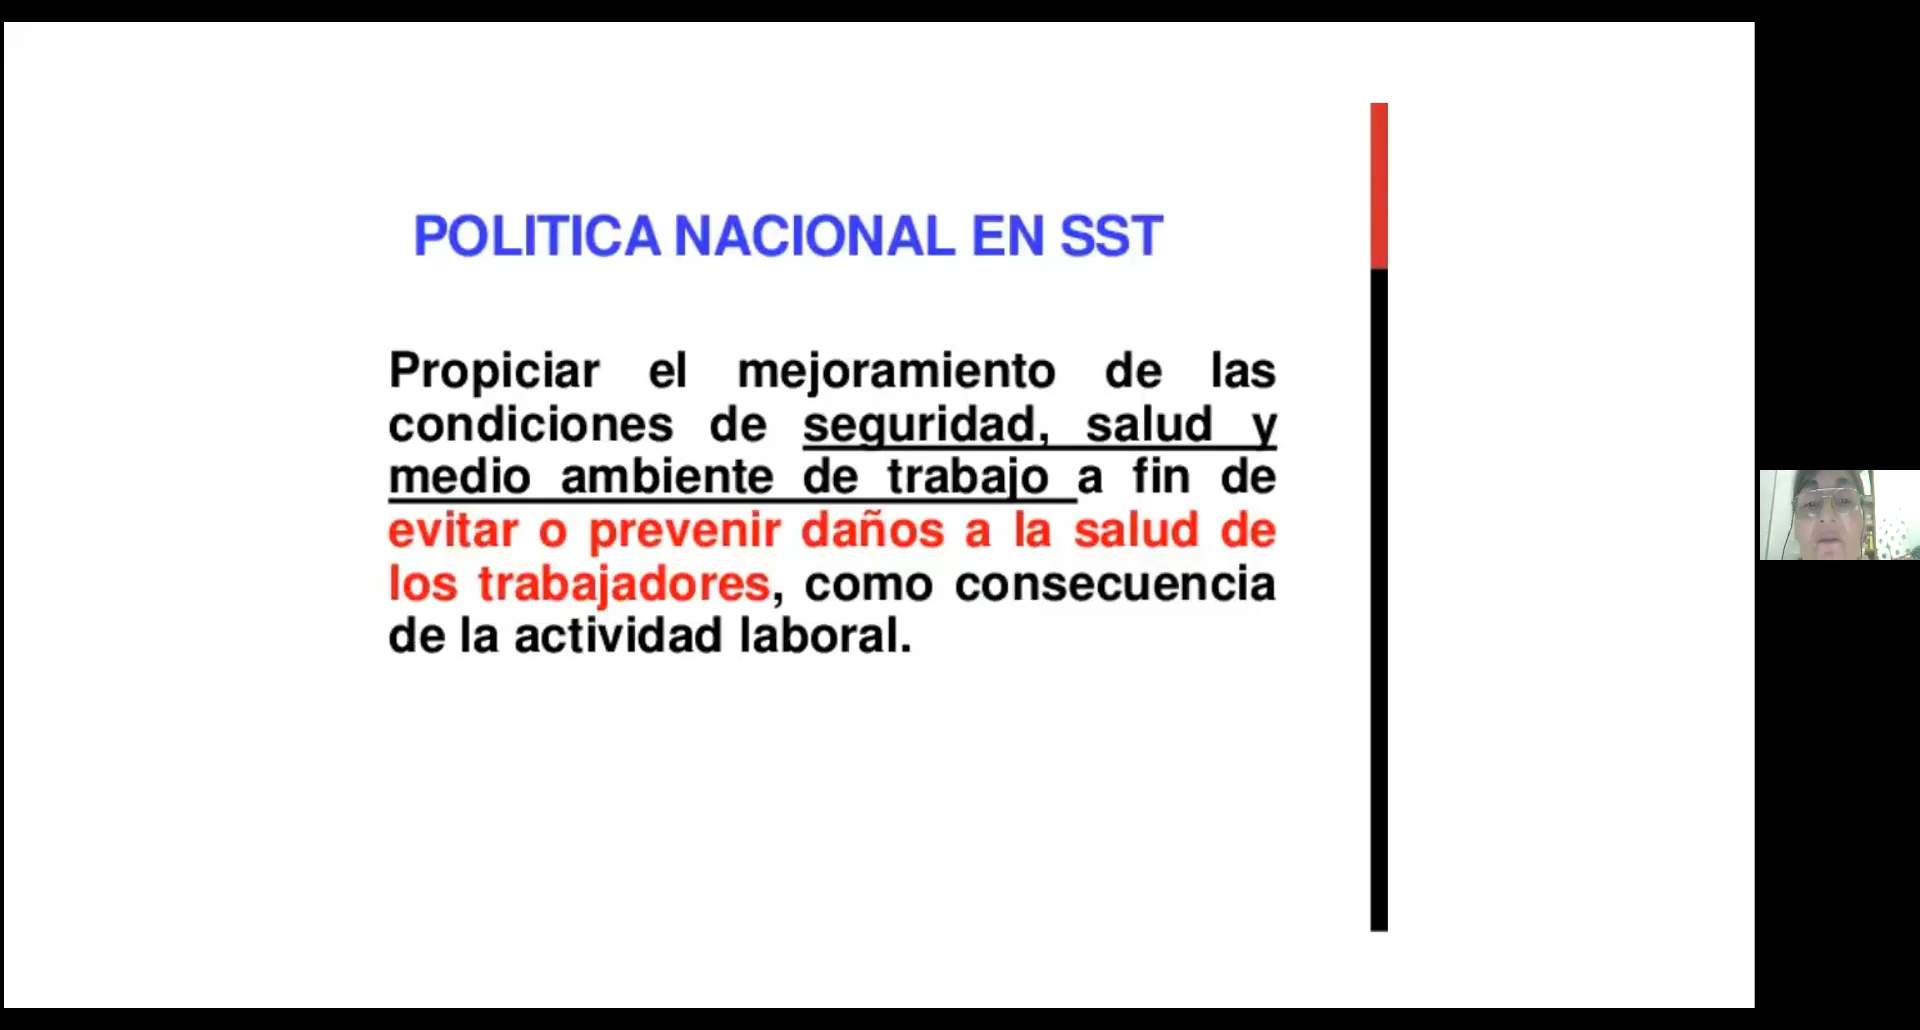 POLITICA NACIONAL EN SST
Propiciar el mejoramiento de las
condiciones de seguridad, salud y
medio ambiente de trabajo a fin de
evitar o prevenir daños a la salud de
los trabajadores, como consecuencia
de la actividad laboral.